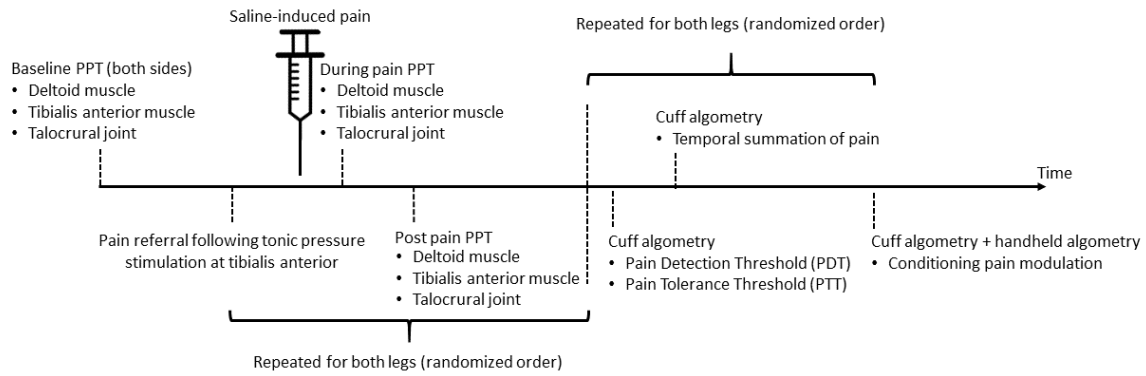 Saline-induced pain
Repeated for both legs (randomized order)
Baseline PPT (both sides)
• Deltoid muscle
• Tibialis anterior muscle
• Talocrural joint
During pain PPT
• Deltoid muscle
• Tibialis anterior muscle
• Talocrural joint
Cuff algometry
• Temporal summation of pain
Time
Pain referral following tonic pressure
stimulation at tibialis anterior
Post pain PPT
• Deltoid muscle
• Tibialis anterior muscle
• Talocrural joint
Cuff algometry
• Pain Detection Threshold (PDT)
• Pain Tolerance Threshold (PTT)
Cuff algometry + handheld algometry
• Conditioning pain modulation
Repeated for both legs (randomized order)